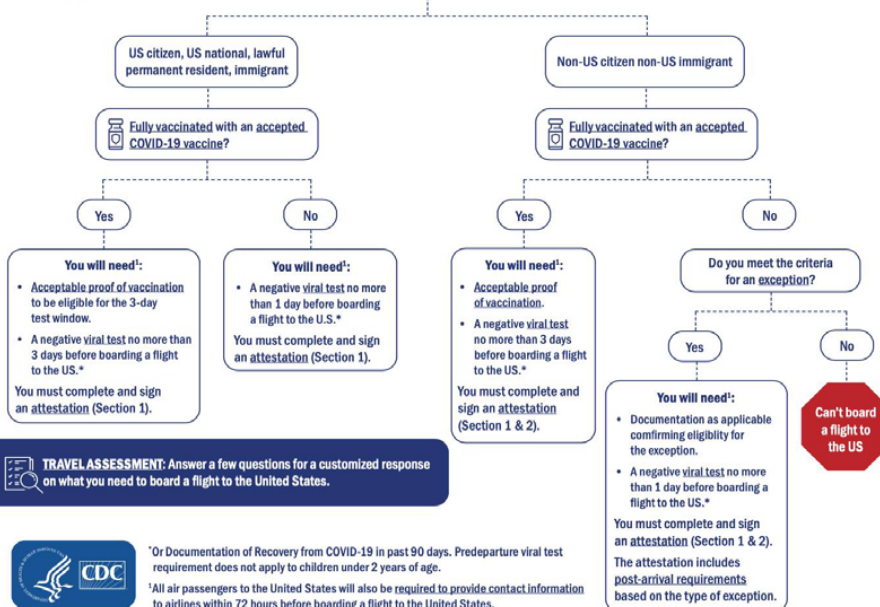 US citizen, US national, lawful
permanent resident, immigrant
Non-US citizen non-US immigrant
Fully vaccinated with an accepted
COVID-19 vaccine?
Fully vaccinated with an accepted
COVID-19 vaccine?
Yes
No
Yes
No
You will need¹:
• Acceptable proof of vaccination
to be eligible for the 3-day
test window.
• A negative viral test no more than
3 days before boarding a flight
to the US.*
You must complete and sign
an attestation (Section 1).
You will need¹:
• A negative viral test no more
than 1 day before boarding
a flight to the U.S.*
You must complete and sign
an attestation (Section 1).
You will need¹:
• Acceptable proof
of vaccination.
• A negative viral test
no more than 3 days
before boarding a flight
to the US.*
You must complete and
sign an attestation
(Section 1 & 2).
Do you meet the criteria
for an exception?
Yes
No
You will need¹:
• Documentation as applicable
comfirming eligiblity for
the exception.
• A negative viral test no more
than 1 day before boarding a
flight to the US.*
You must complete and sign
an attestation (Section 1 & 2).
The attestation includes
post-arrival requirements
based on the type of exception.
Can't board
a flight to
the US
TRAVEL ASSESSMENT: Answer a few questions for a customized response
on what you need to board a flight to the United States.
CDC
*Or Documentation of Recovery from COVID-19 in past 90 days. Predeparture viral test
requirement does not apply to children under 2 years of age.
¹All air passengers to the United States will also be required to provide contact information
to airlines within 72 hours before boarding a flight to the United States.